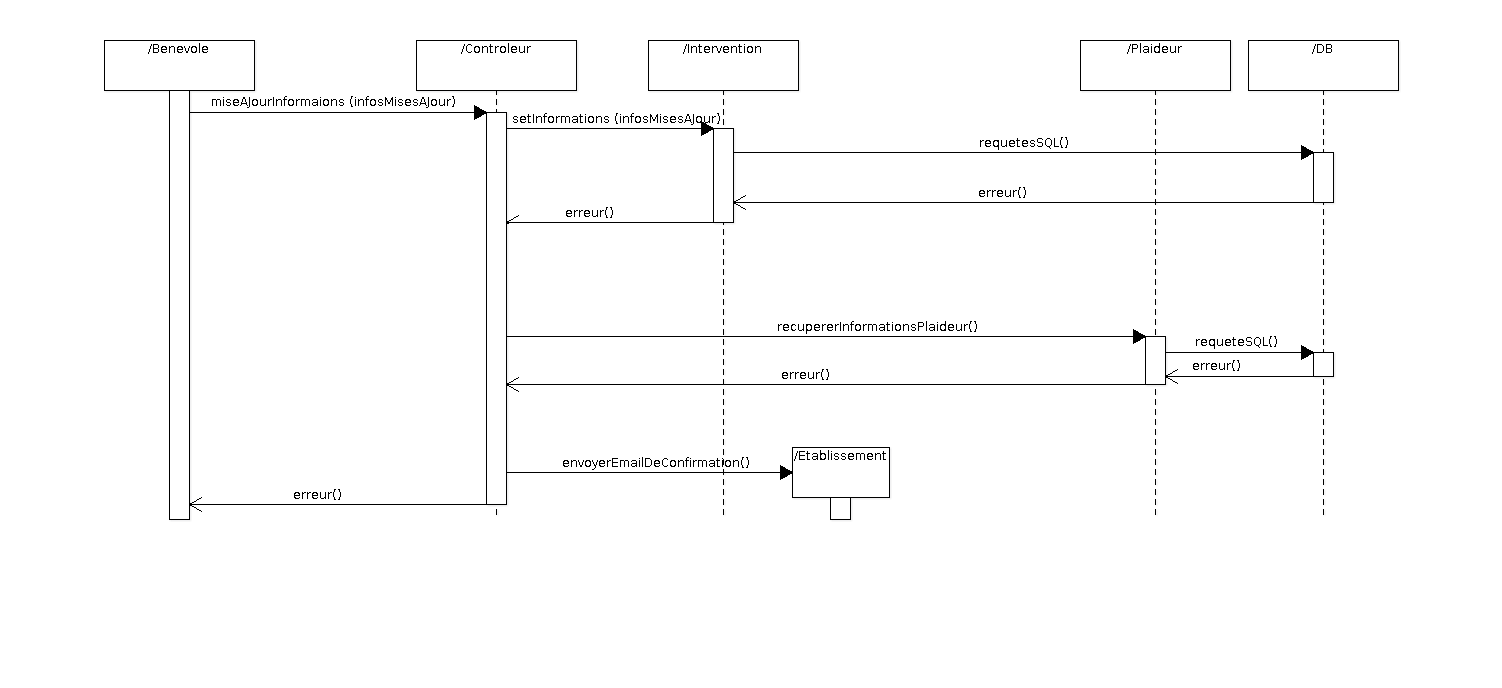 /Benevole
/Controleur
/Intervention
/Plaideur
/DB
miseAJourInformaions (infosMisesAJour)
setInformations (infosMisesAJour)
requetesSQL()
erreur()
erreur()
recupererInformationsPlaideur()
requeteSQL()
erreur()
erreur()
/Etablissement
envoyerEmailDeConfirmation()
erreur()